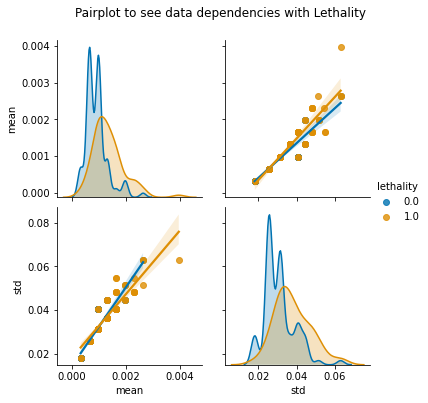 Pairplot to see data dependencies with Lethality
0.004
0.003
0.002
0.001
0.000
mean
lethality
0.0
1.0
0.08
0.06
0.04
0.02
std
0.000 0.002 0.004
mean
0.02 0.04 0.06
std